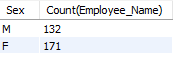 Sex Count(Employee_Name)
M 132
F 171